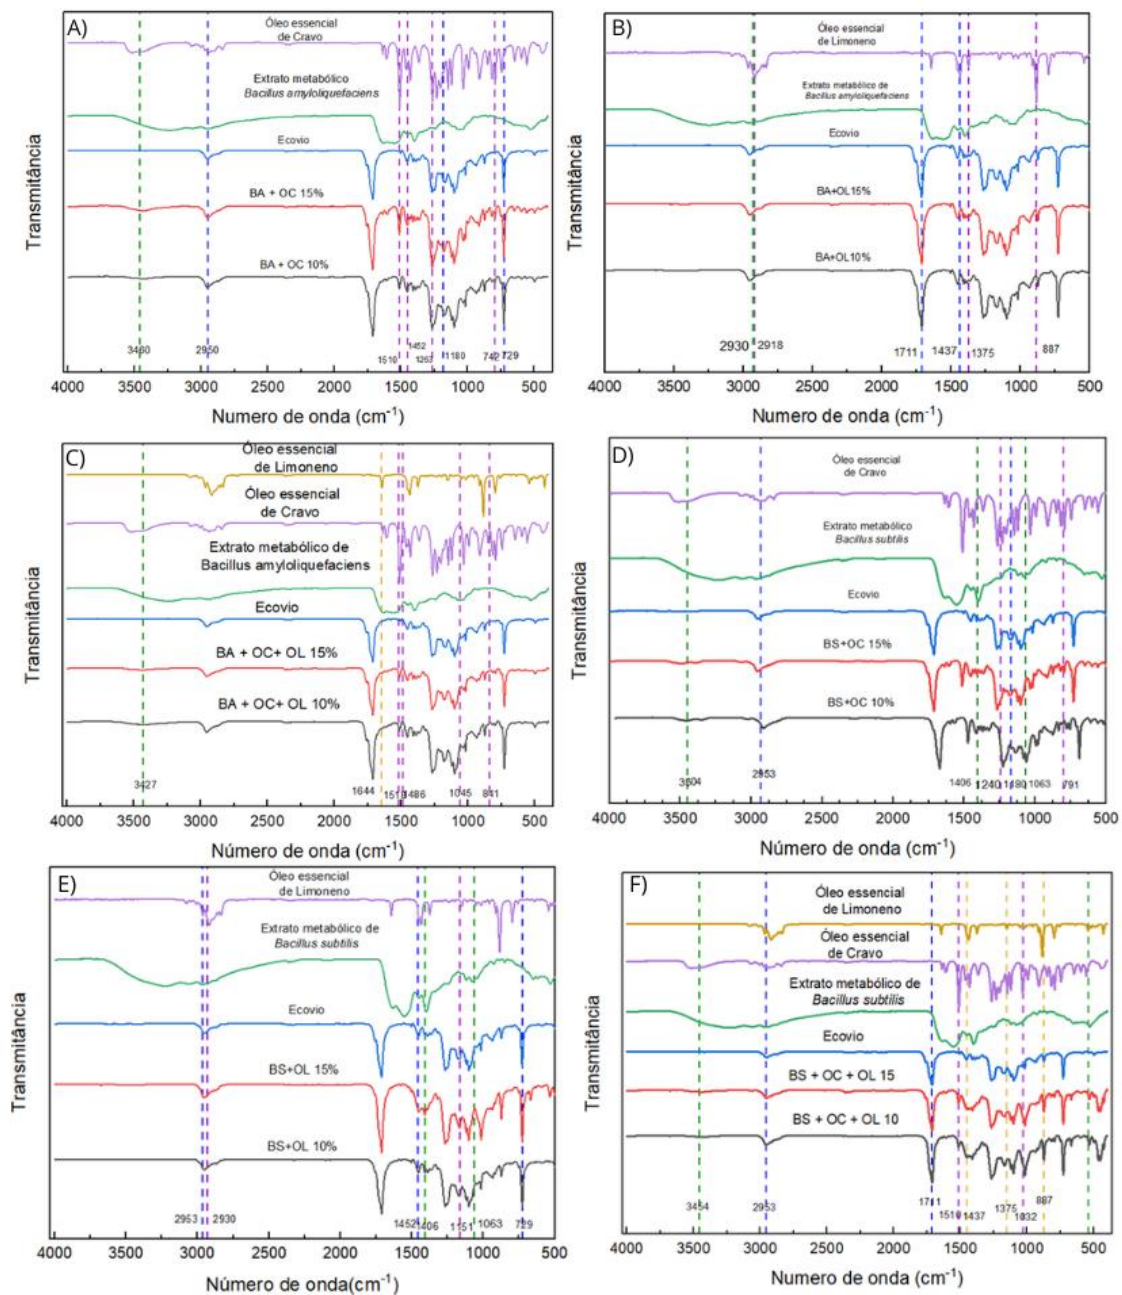 A)
Óleo essencial
de Cravo
Extrato metabólico
Bacillus amyloliquefaciens
Ecovio
BA + OC 15%
BA + OC 10%
3460
2950
1510
1452
1263
1180
742
729
4000 3500 3000 2500 2000 1500 1000 500
Numero de onda (cm⁻¹)
Transmitância
B)
Óleo essencial
de Limoneno
Extrato metabólico de
Bacillus amyloliquefaciens
Ecovio
BA+OL15%
BA+OL10%
2930 2918 1711 1437 1375 887
4000 3500 3000 2500 2000 1500 1000 500
Numero de onda (cm⁻¹)
Transmitância
C)
Óleo essencial
de Limoneno
Óleo essencial
de Cravo
Extrato metabólico de
Bacillus amyloliquefaciens
Ecovio
BA + OC+ OL 15%
BA + OC+ OL 10%
3427
1644 1486 1045 841
4000 3500 3000 2500 2000 1500 1000 500
Número de onda (cm⁻¹)
Transmitância
D)
Óleo essencial
de Cravo
Extrato metabólico
Bacillus subtilis
Ecovio
BS+OC 15%
BS+OC 10%
2953 1406 1240 1180 1063 791
4000 3500 3000 2500 2000 1500 1000 500
Número de onda (cm⁻¹)
Transmitância
E)
Óleo essencial
de Limoneno
Extrato metabólico de
Bacillus subtilis
Ecovio
BS+OL 15%
BS+OL 10%
2953 2930 1452 1406 1151 1063 729
4000 3500 3000 2500 2000 1500 1000 500
Número de onda(cm⁻¹)
Transmitância
F)
Óleo essencial
de Limoneno
Óleo essencial
de Cravo
Extrato metabólico de
Bacillus subtilis
Ecovio
BS + OC + OL 15
BS + OC + OL 10
3454 2953 1711 1510 1437 1375 1032 887
4000 3500 3000 2500 2000 1500 1000 500
Numero de onda (cm⁻¹)
Transmitância